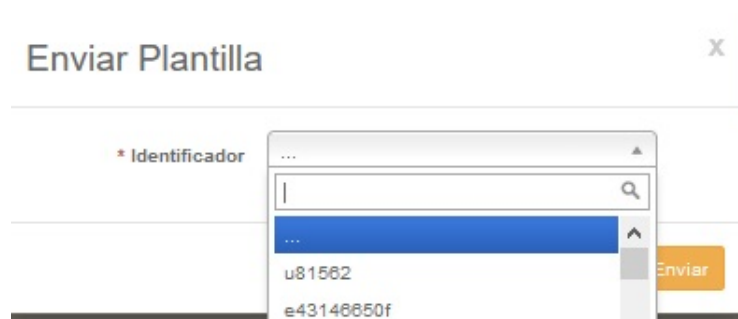 Enviar Plantilla
x
* Identificador
...
...
u81562
Enviar
e43146650f